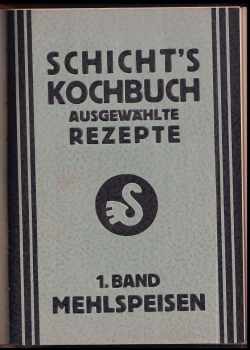 SCHICHT'S
KOCHBUCH
AUSGEWÄHLTE
REZEPTE
1. BAND
MEHLSPEISEN